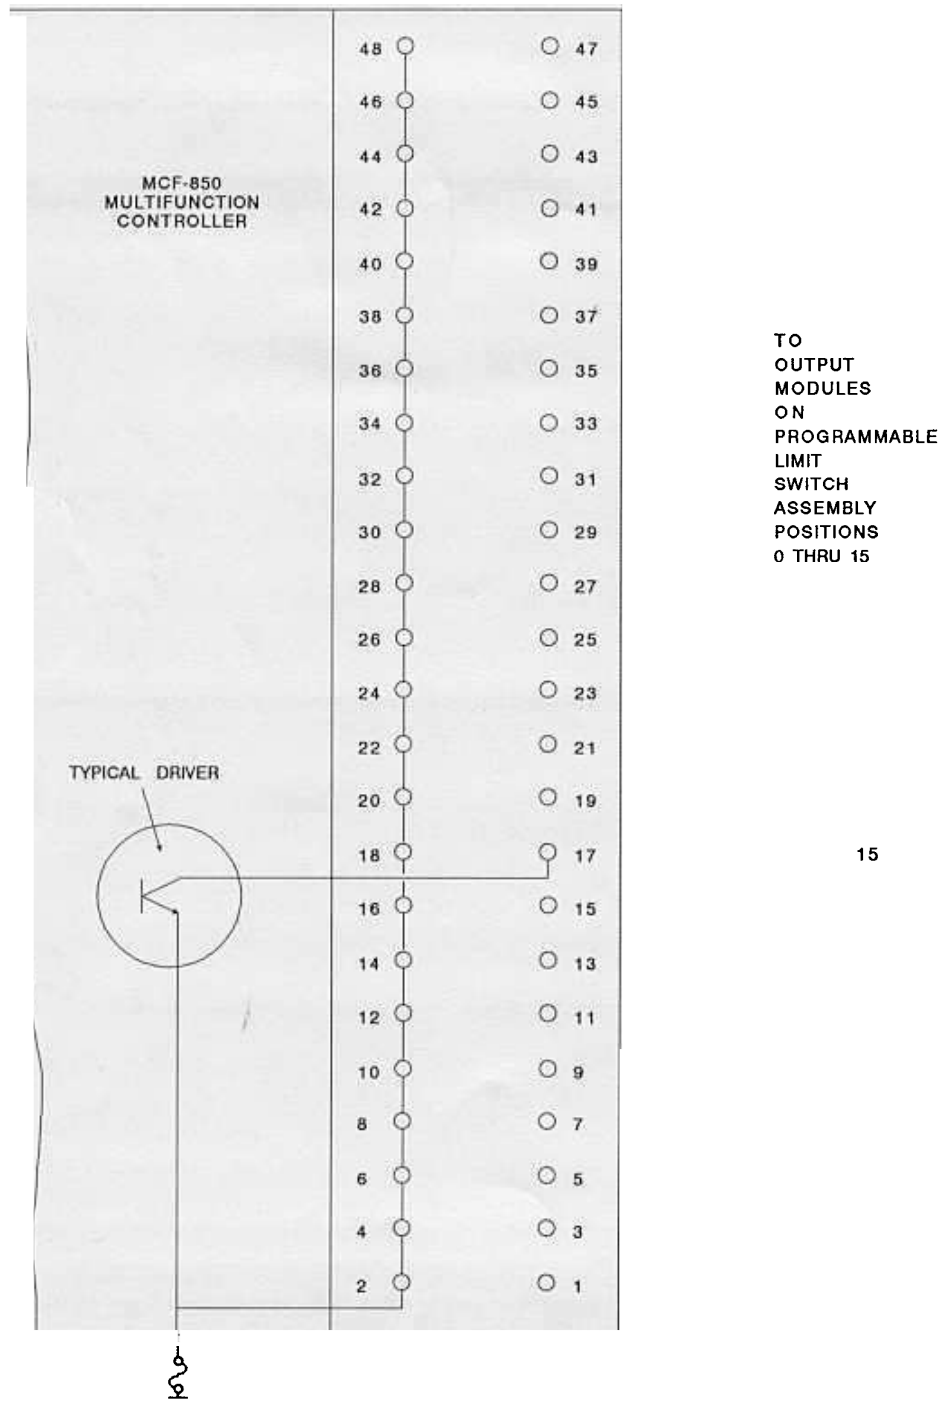 48 47
46 45
44 43
MCF-850
MULTIFUNCTION
CONTROLLER
42 41
40 39
38 37
36 35
34 33
32 31
30 29
28 27
26 25
24 23
22 21
TYPICAL DRIVER
20 19
18 17
16 15
14 13
12 11
10 9
8 7
6 5
4 3
2 1
TO
OUTPUT
MODULES
ON
PROGRAMMABLE
LIMIT
SWITCH
ASSEMBLY
POSITIONS
0 THRU 15
15